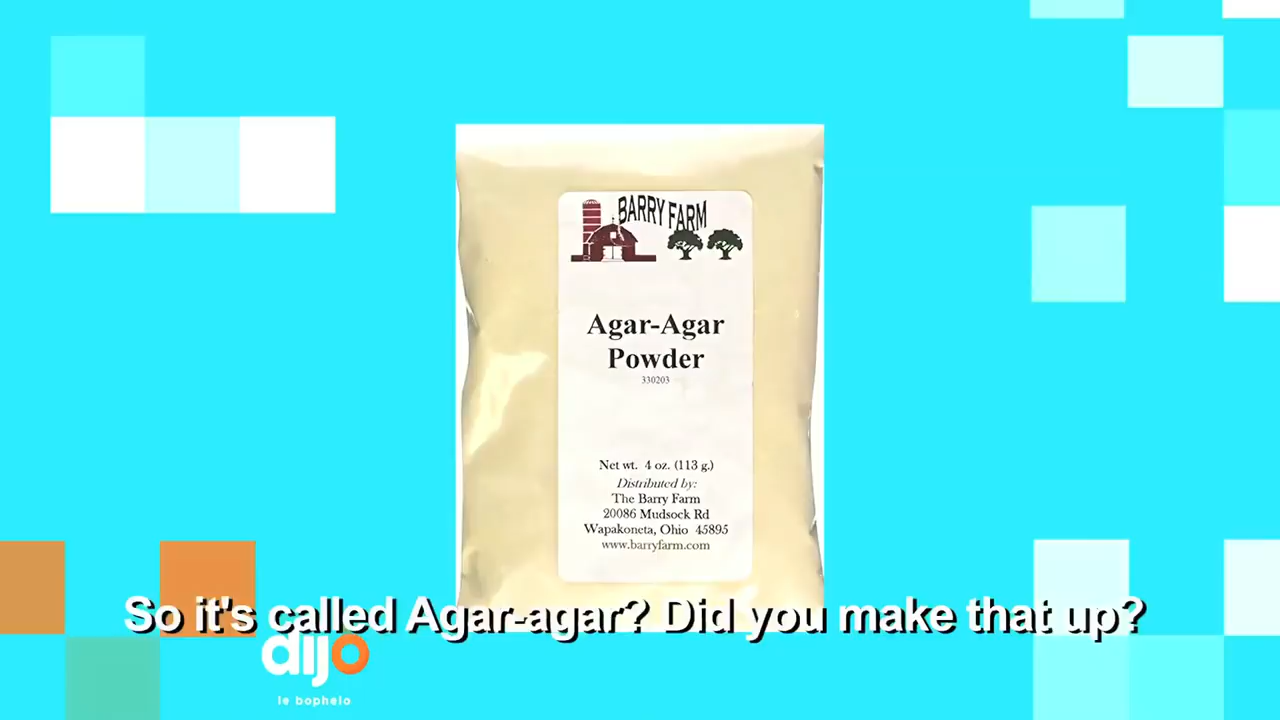 BARRY FARM
Agar-Agar
Powder
330203
Net wt. 4 oz. (113 g.)
Distributed by:
The Barry Farm
20086 Mudsock Rd
Wapakoneta, Ohio 45895
www.barryfarm.com
So it's called Agar-agar? Did you make that up?
dijo
le bophelo